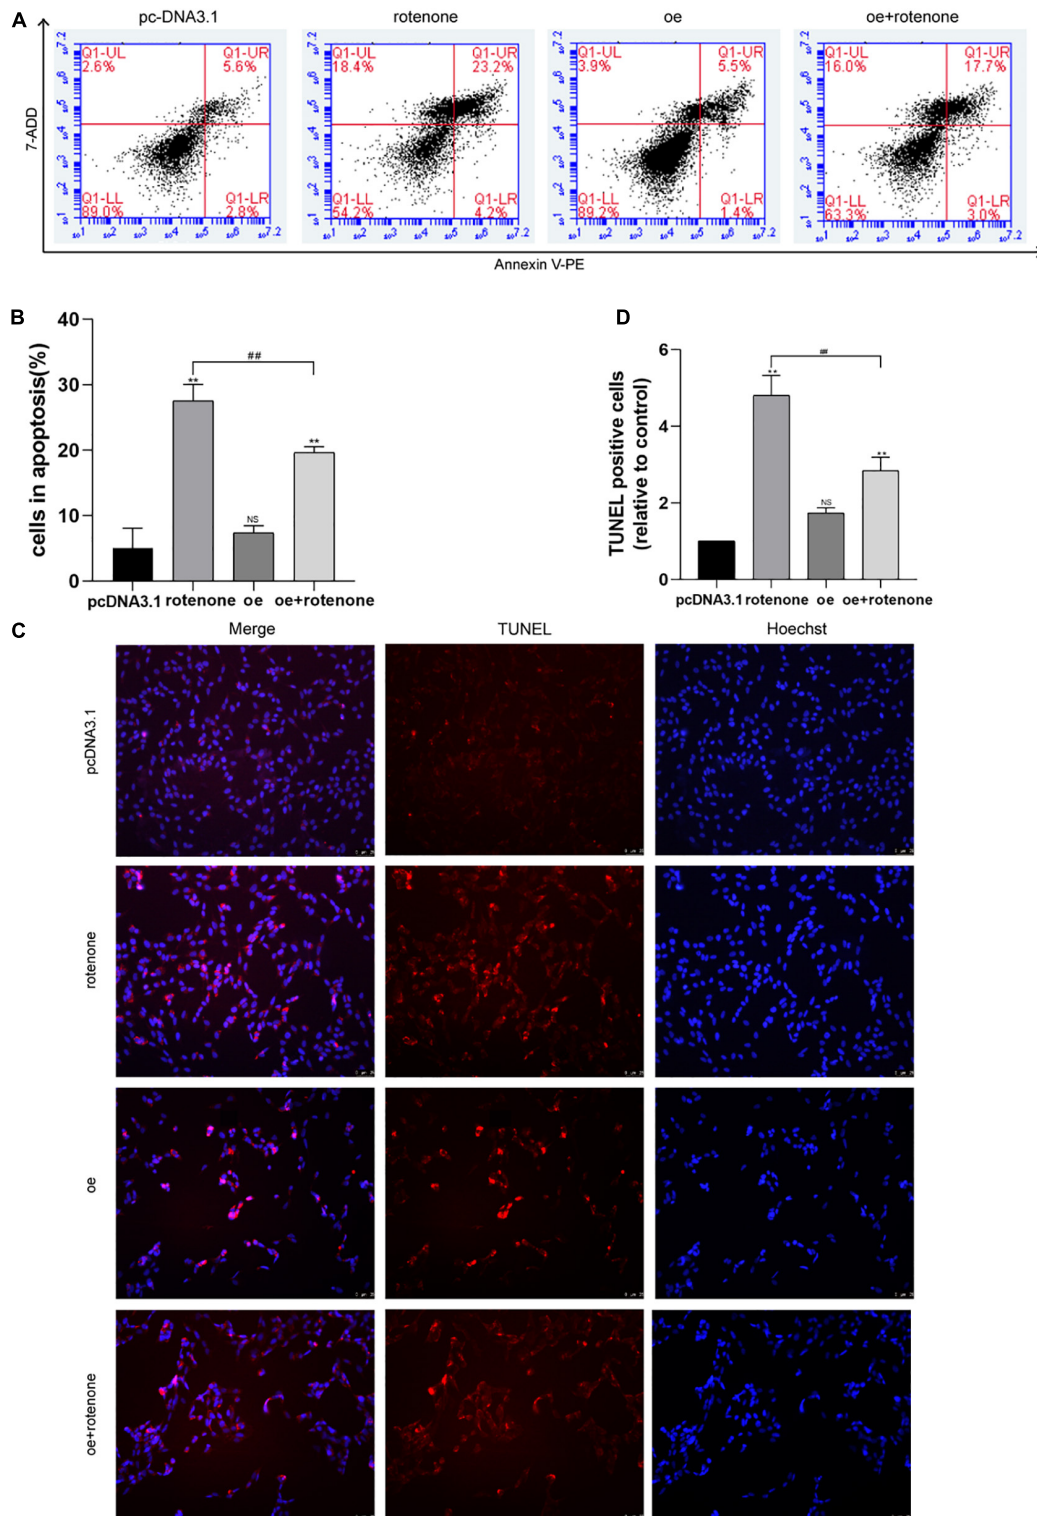 A
pc-DNA3.1 rotenone oe oe+rotenone
7-ADD
Q1-UL Q1-UR Q1-UL Q1-UR Q1-UL Q1-UR Q1-UL Q1-UR
2.6% 5.6% 18.4% 23.2% 3.9% 5.5% 16.0% 17.7%
Q1-LL Q1-LR Q1-LL Q1-LR Q1-LL Q1-LR Q1-LL Q1-LR
89.0% 2.8% 54.2% 4.2% 89.2% 1.4% 63.3% 3.0%
Annexin V-PE
B
cells in apoptosis(%)
40
30
20
10
0
##
**
NS
**
pcDNA3.1 rotenone oe oe+rotenone
D
TUNEL positive cells
(relative to control)
6
4
2
0
##
**
NS
**
pcDNA3.1 rotenone oe oe+rotenone
C
Merge TUNEL Hoechst
pcDNA3.1
rotenone
oe
oe+rotenone